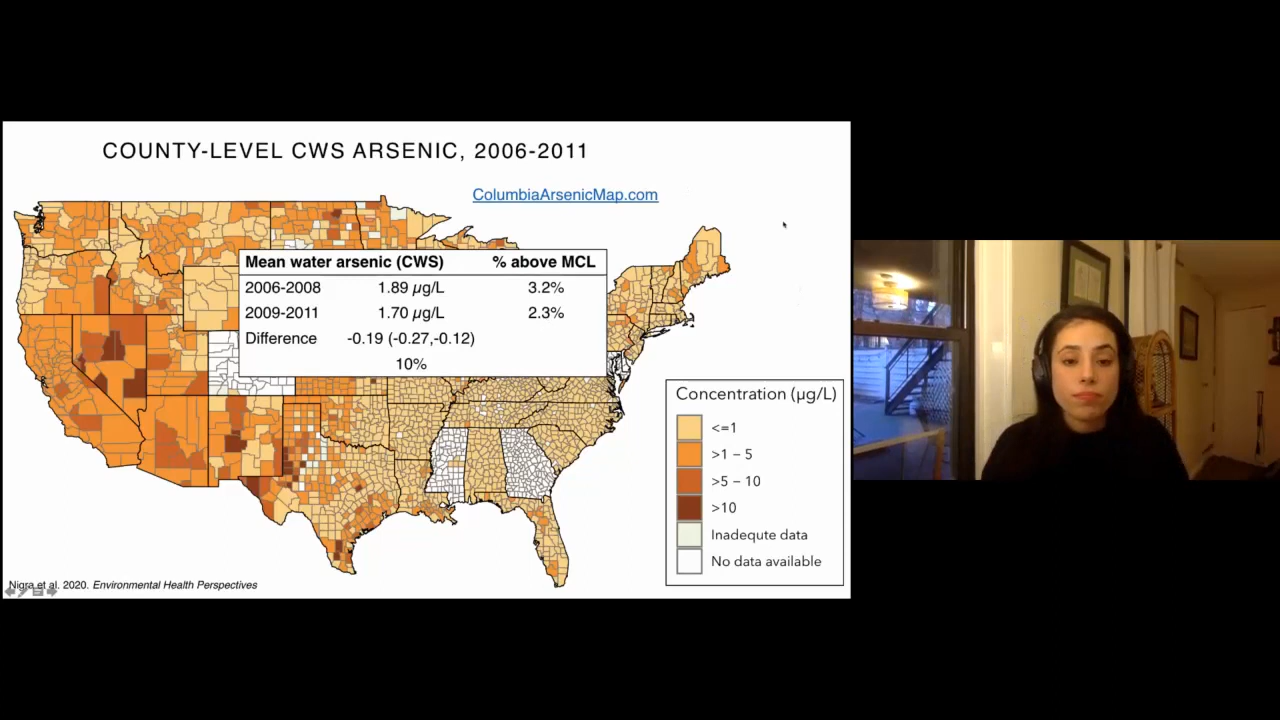 COUNTY-LEVEL CWS ARSENIC, 2006-2011
ColumbiaArsenicMap.com
Mean water arsenic (CWS) % above MCL
2006-2008 1.89 µg/L 3.2%
2009-2011 1.70 µg/L 2.3%
Difference -0.19 (-0.27,-0.12)
10%
Concentration (µg/L)
<=1
>1 – 5
>5 – 10
>10
Inadequte data
No data available
Nigra et al. 2020. Environmental Health Perspectives